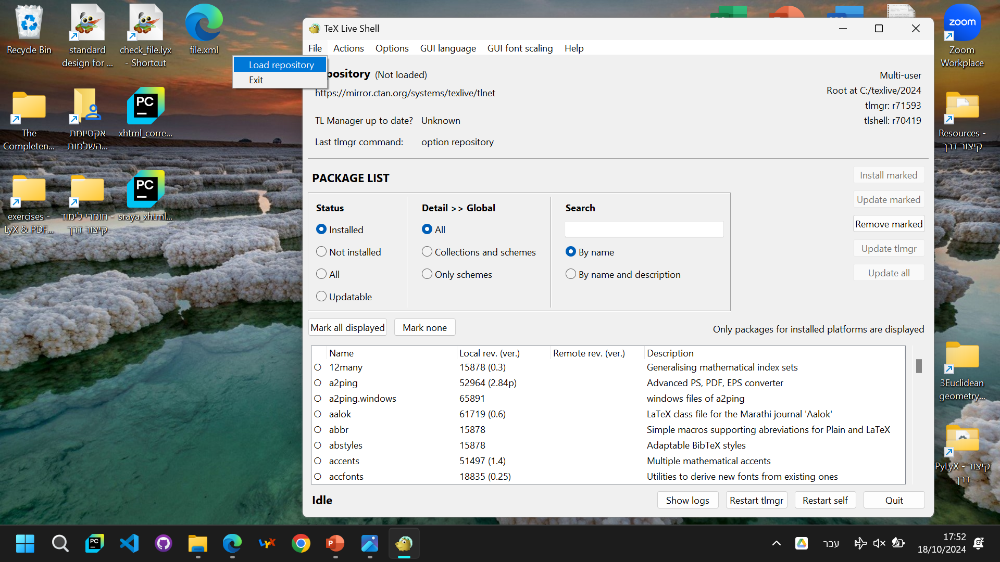 Recycle Bin
standard
design for ...
check_file.lyx
- Shortcut
file.xml
The
Completen...
אקסיומת
השלמות...
xhtml_corre...
exercises -
LyX & PDF...
חומרי לימוד -
קיצור דרך
sraya_xhtml...
TeX Live Shell
File
Actions
Options
GUI language
GUI font scaling
Help
Load repository
Exit
pository (Not loaded)
https://mirror.ctan.org/systems/texlive/tlnet
TL Manager up to date? Unknown
Last tlmgr command: option repository
Multi-user
Root at C:/texlive/2024
tlmgr: r71593
tlshell: r70419
PACKAGE LIST
Status
Installed
Not installed
All
Updatable
Detail >> Global
All
Collections and schemes
Only schemes
Search
By name
By name and description
Install marked
Update marked
Remove marked
Update tlmgr
Update all
Mark all displayed
Mark none
Only packages for installed platforms are displayed
Name Local rev. (ver.) Remote rev. (ver.) Description
12many 15878 (0.3) Generalising mathematical index sets
a2ping 52964 (2.84p) Advanced PS, PDF, EPS converter
a2ping.windows 65891 windows files of a2ping
aalok 61719 (0.6) LaTeX class file for the Marathi journal 'Aalok'
abbr 15878 Simple macros supporting abreviations for Plain and LaTeX
abstyles 15878 Adaptable BibTeX styles
accents 51497 (1.4) Multiple mathematical accents
accfonts 18835 (0.25) Utilities to derive new fonts from existing ones
Idle
Show logs
Restart tlmgr
Restart self
Quit
zoom
Zoom
Workplace
Resources -
קיצור דרך
3Euclidean
geometry...
PyLyX - קיצור
דרך
PC
PC
PC
LyX
P
עבר
17:52
18/10/2024